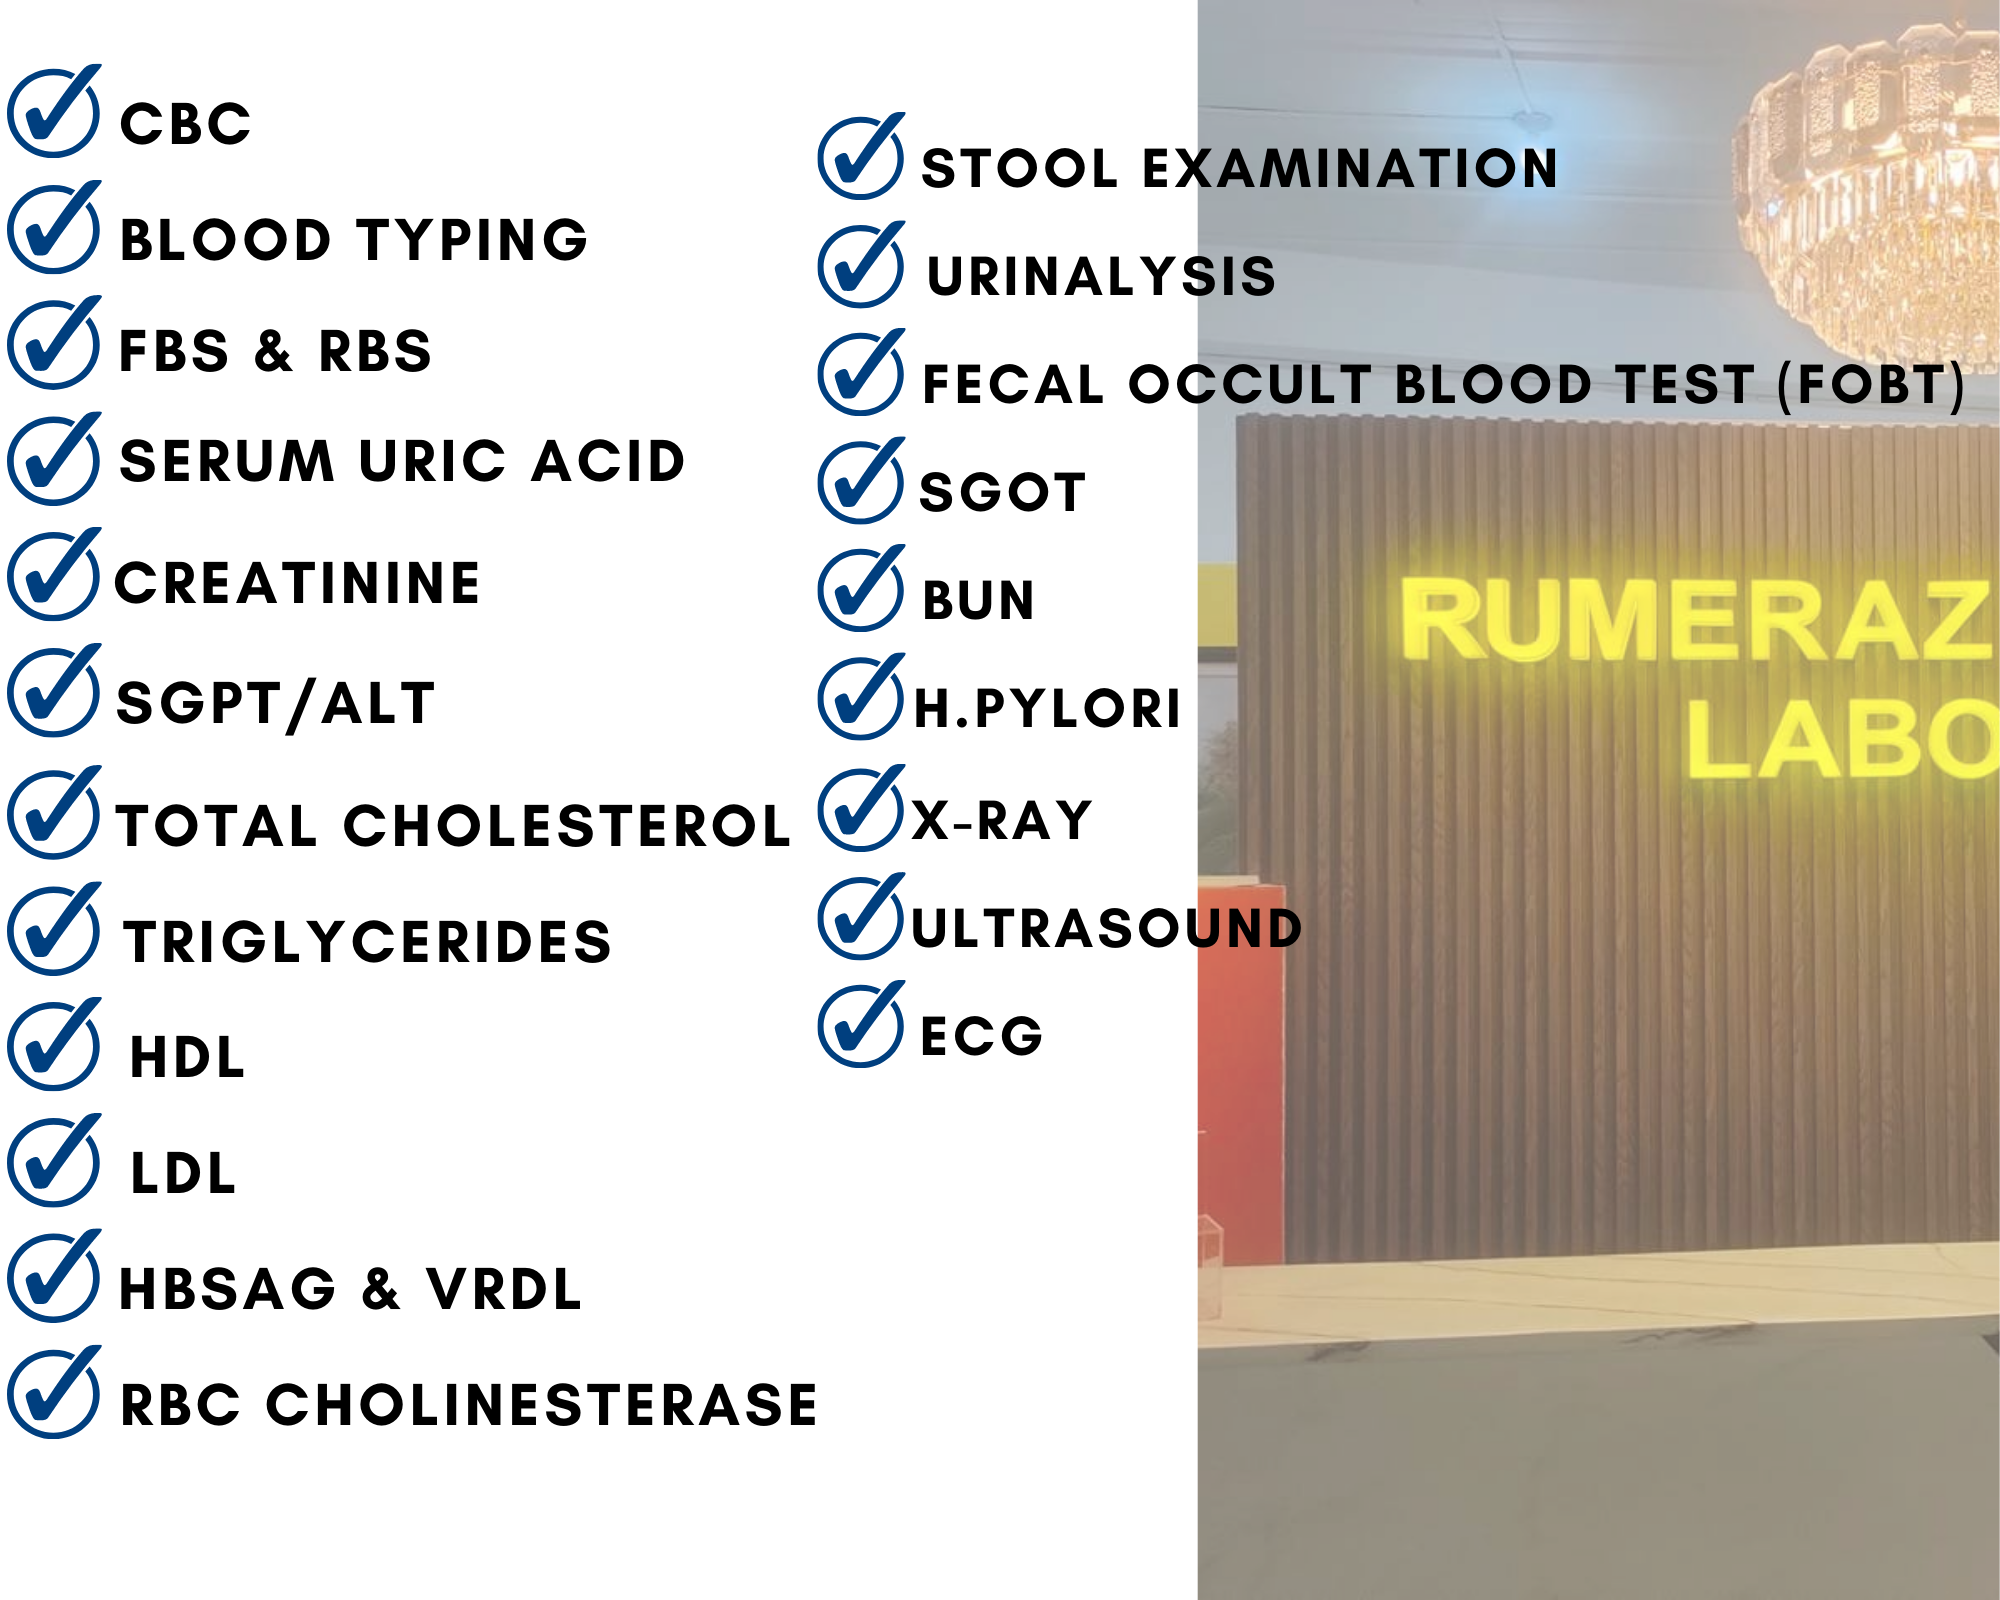 CBC
BLOOD TYPING
FBS & RBS
SERUM URIC ACID
CREATININE
SGPT/ALT
TOTAL CHOLESTEROL
TRIGLYCERIDES
HDL
LDL
HBSAG & VRDL
RBC CHOLINESTERASE
STOOL EXAMINATION
URINALYSIS
FECAL OCCULT BLOOD TEST (FOBT)
SGOT
BUN
H.PYLORI
X-RAY
ULTRASOUND
ECG
RUMERAZ
LABO